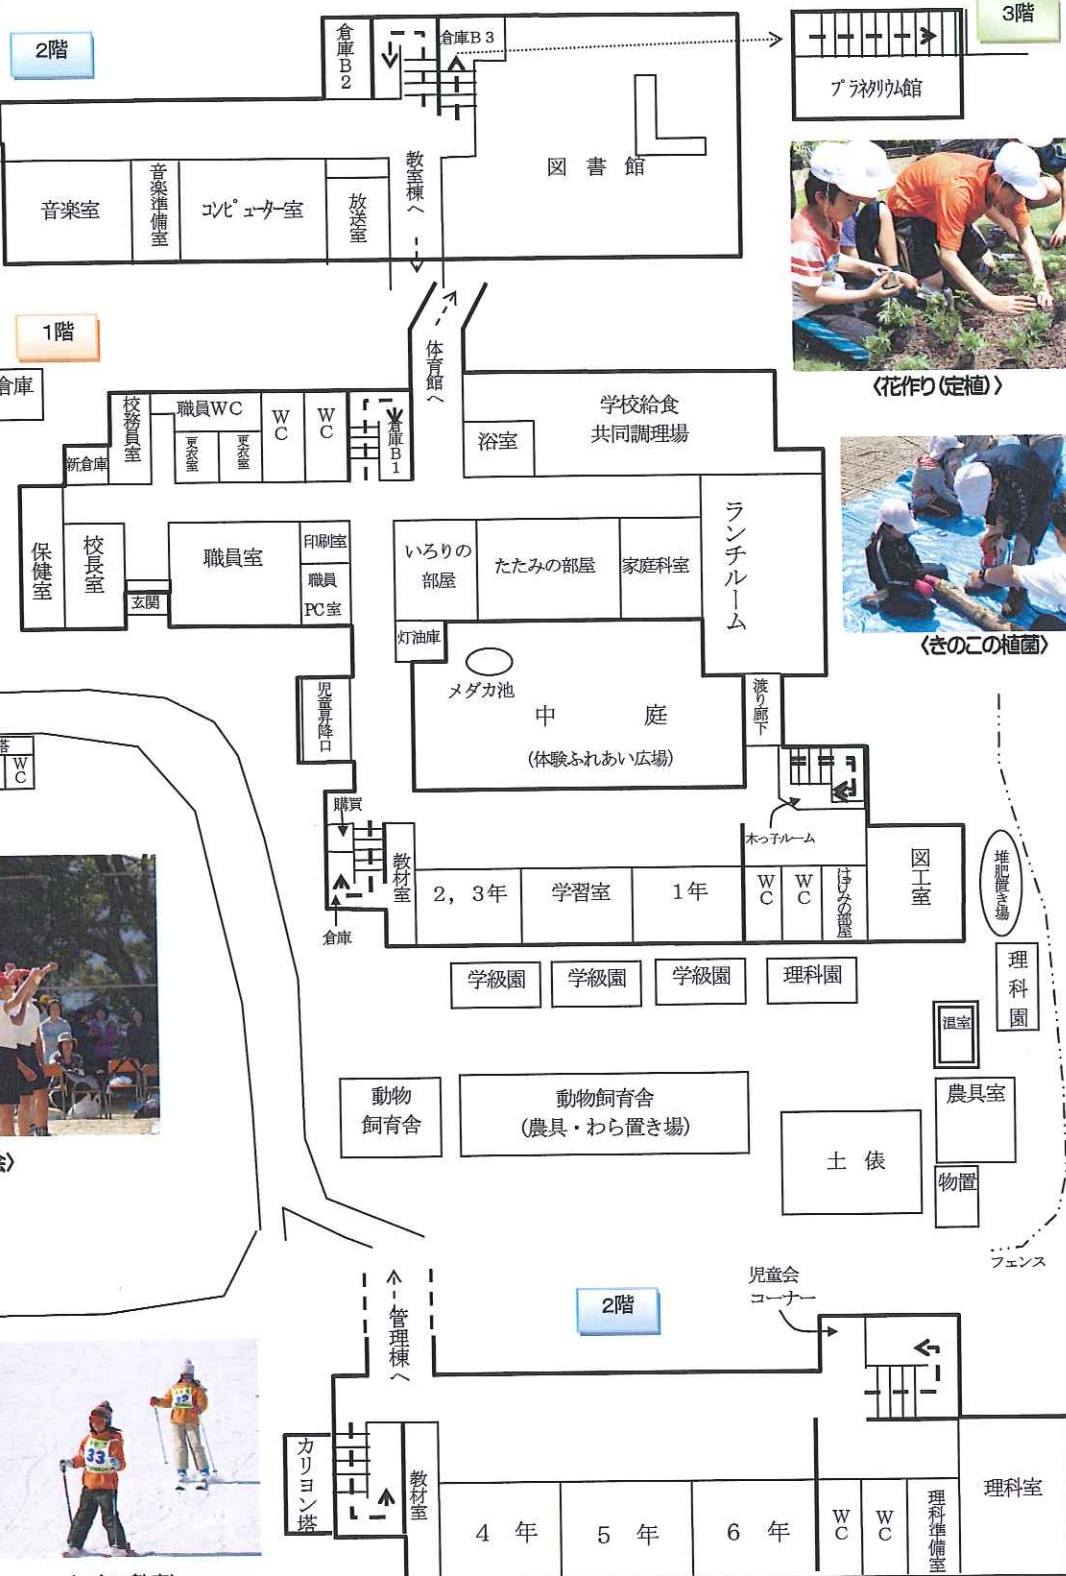 2階
倉庫B2
倉庫B3
3階
プラネタリウム館
音楽室
音楽準備室
コンピューター室
放送室
教室棟へ
図書館
〈花作り(定植)〉
1階
倉庫
体育館へ
校務員室
職員WC
更衣室
更衣室
WC
WC
倉庫B1
新倉庫
浴室
学校給食
共同調理場
ランチルーム
保健室
校長室
玄関
職員室
印刷室
職員
PC室
いろりの
部屋
たたみの部屋
家庭科室
灯油庫
〈きのこの植菌〉
メダカ池
中庭
(体験ふれあい広場)
渡り廊下
児童昇降口
塔
WC
購買
倉庫
教材室
2，3年
学習室
1年
木っ子ルーム
WC
WC
はげみの部屋
図工室
堆肥置き場
学級園
学級園
学級園
理科園
理科園
温室
動物
飼育舎
動物飼育舎
(農具・わら置き場)
土俵
農具室
物置
フェンス
会〉
管理棟へ
2階
児童会
コーナー
カリヨン塔
教材室
4年
5年
6年
WC
WC
理科準備室
理科室
33